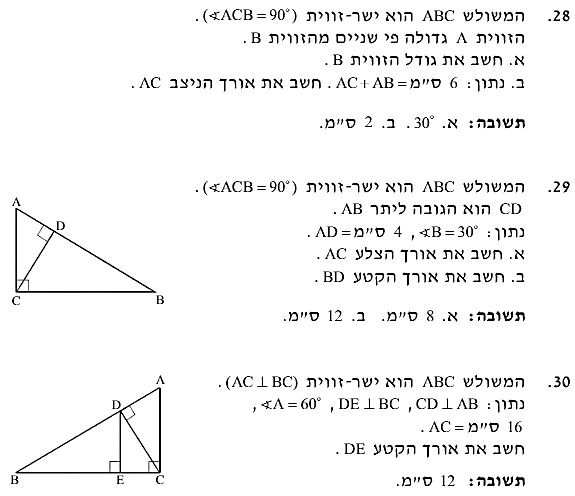 28. המשולש ABC הוא ישר-זווית (∢ACB = 90°).
הזווית A גדולה פי שניים מהזווית B.
א. חשב את גודל הזווית B.
ב. נתון: 6 ס"מ = AC + AB. חשב את אורך הניצב AC.
תשובה: א. 30°. ב. 2 ס"מ.
29. המשולש ABC הוא ישר-זווית (∢ACB = 90°).
CD הוא הגובה ליתר AB.
נתון: ∢B = 30°, 4 ס"מ = AD.
א. חשב את אורך הצלע AC.
ב. חשב את אורך הקטע BD.
תשובה: א. 8 ס"מ. ב. 12 ס"מ.
A
D
C
B
30. המשולש ABC הוא ישר-זווית (AC ⊥ BC).
נתון: ∢A = 60°, DE ⊥ BC, CD ⊥ AB,
16 ס"מ = AC.
חשב את אורך הקטע DE.
תשובה: 12 ס"מ.
A
D
B
E
C